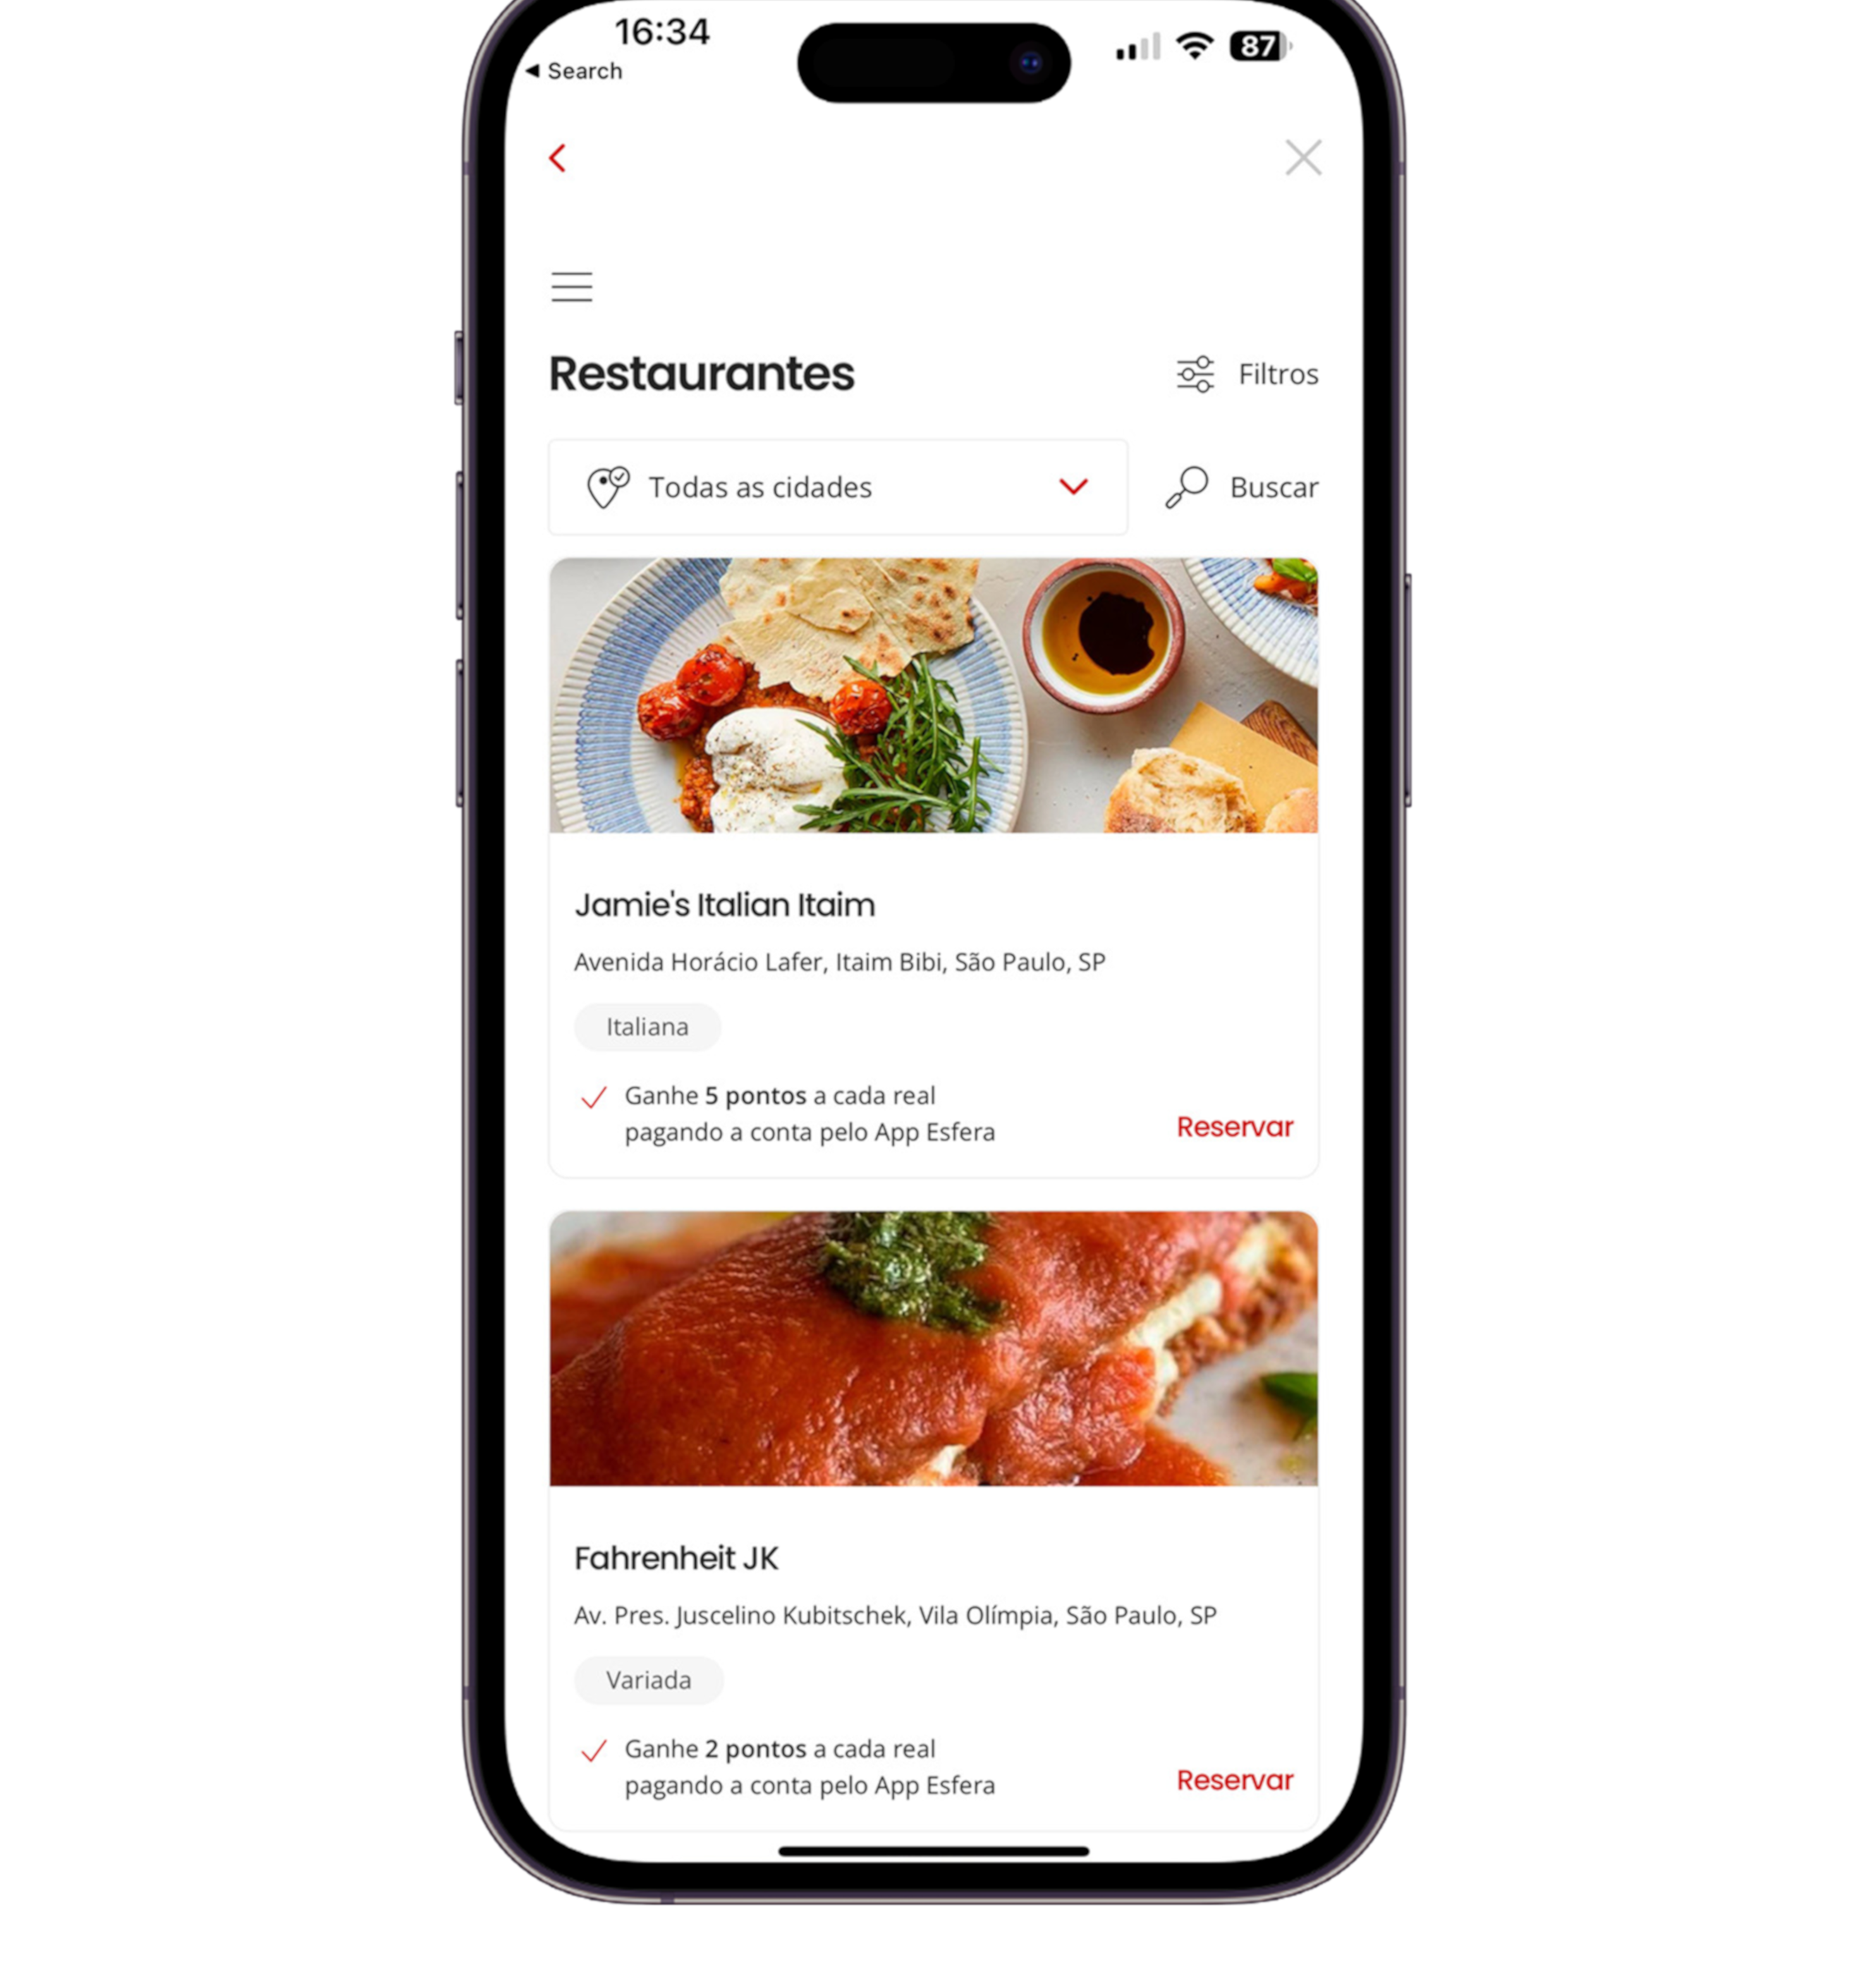 16:34
87
◀ Search
Restaurantes
Filtros
Todas as cidades
Buscar
Jamie's Italian Itaim
Avenida Horácio Lafer, Itaim Bibi, São Paulo, SP
Italiana
Ganhe 5 pontos a cada real
pagando a conta pelo App Esfera
Reservar
Fahrenheit JK
Av. Pres. Juscelino Kubitschek, Vila Olímpia, São Paulo, SP
Variada
Ganhe 2 pontos a cada real
pagando a conta pelo App Esfera
Reservar